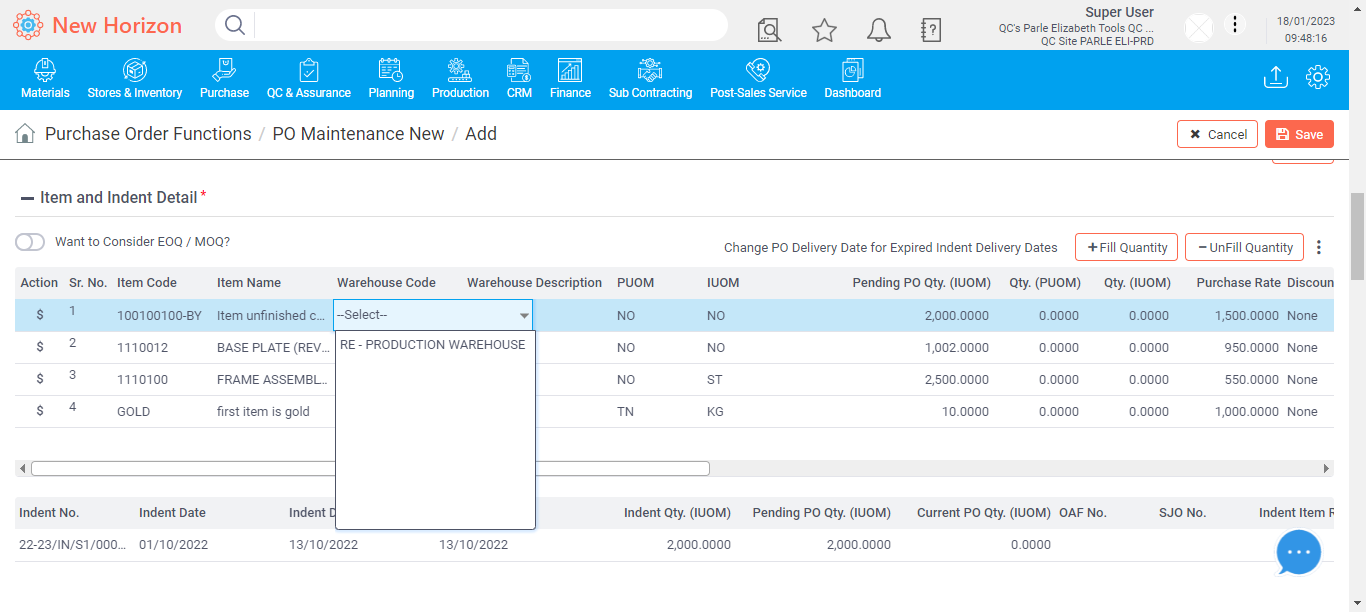 New Horizon
Super User
QC's Parle Elizabeth Tools QC ...
QC Site PARLE ELI-PRD
18/01/2023
09:48:16
Materials Stores & Inventory Purchase QC & Assurance Planning Production CRM Finance Sub Contracting Post-Sales Service Dashboard
Purchase Order Functions / PO Maintenance New / Add
Cancel Save
Item and Indent Detail *
Want to Consider EOQ / MOQ?
Change PO Delivery Date for Expired Indent Delivery Dates +Fill Quantity −UnFill Quantity
Action Sr. No. Item Code Item Name Warehouse Code Warehouse Description PUOM IUOM Pending PO Qty. (IUOM) Qty. (PUOM) Qty. (IUOM) Purchase Rate Discoun
$ 1 100100100-BY Item unfinished c... --Select-- NO NO 2,000.0000 0.0000 0.0000 1,500.0000 None
RE - PRODUCTION WAREHOUSE
$ 2 1110012 BASE PLATE (REV... NO NO 1,002.0000 0.0000 0.0000 950.0000 None
$ 3 1110100 FRAME ASSEMBL... NO ST 2,500.0000 0.0000 0.0000 550.0000 None
$ 4 GOLD first item is gold TN KG 10.0000 0.0000 0.0000 1,000.0000 None
Indent No. Indent Date Indent D Indent Qty. (IUOM) Pending PO Qty. (IUOM) Current PO Qty. (IUOM) OAF No. SJO No. Indent Item R
22-23/IN/S1/000... 01/10/2022 13/10/2022 13/10/2022 2,000.0000 2,000.0000 0.0000